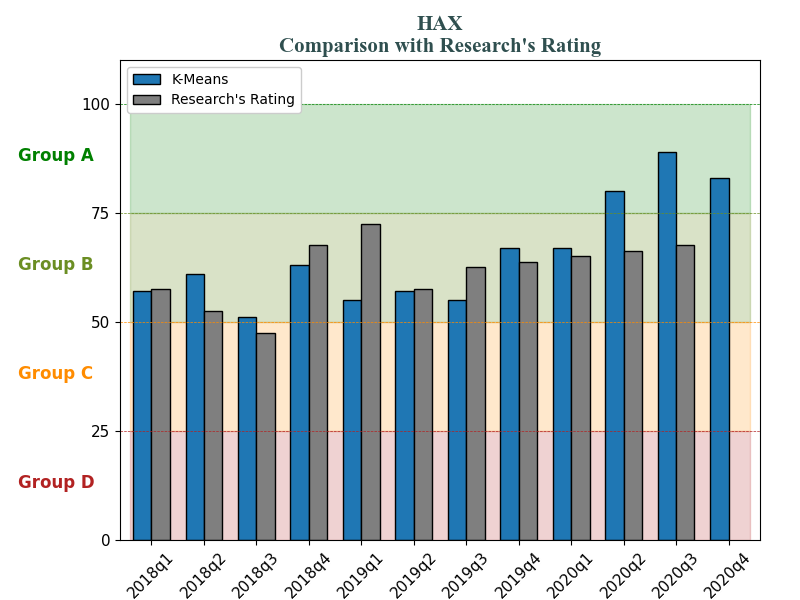 HAX
Comparison with Research's Rating
K-Means
Research's Rating
100
Group A
75
Group B
50
Group C
25
Group D
0
2018q1
2018q2
2018q3
2018q4
2019q1
2019q2
2019q3
2019q4
2020q1
2020q2
2020q3
2020q4